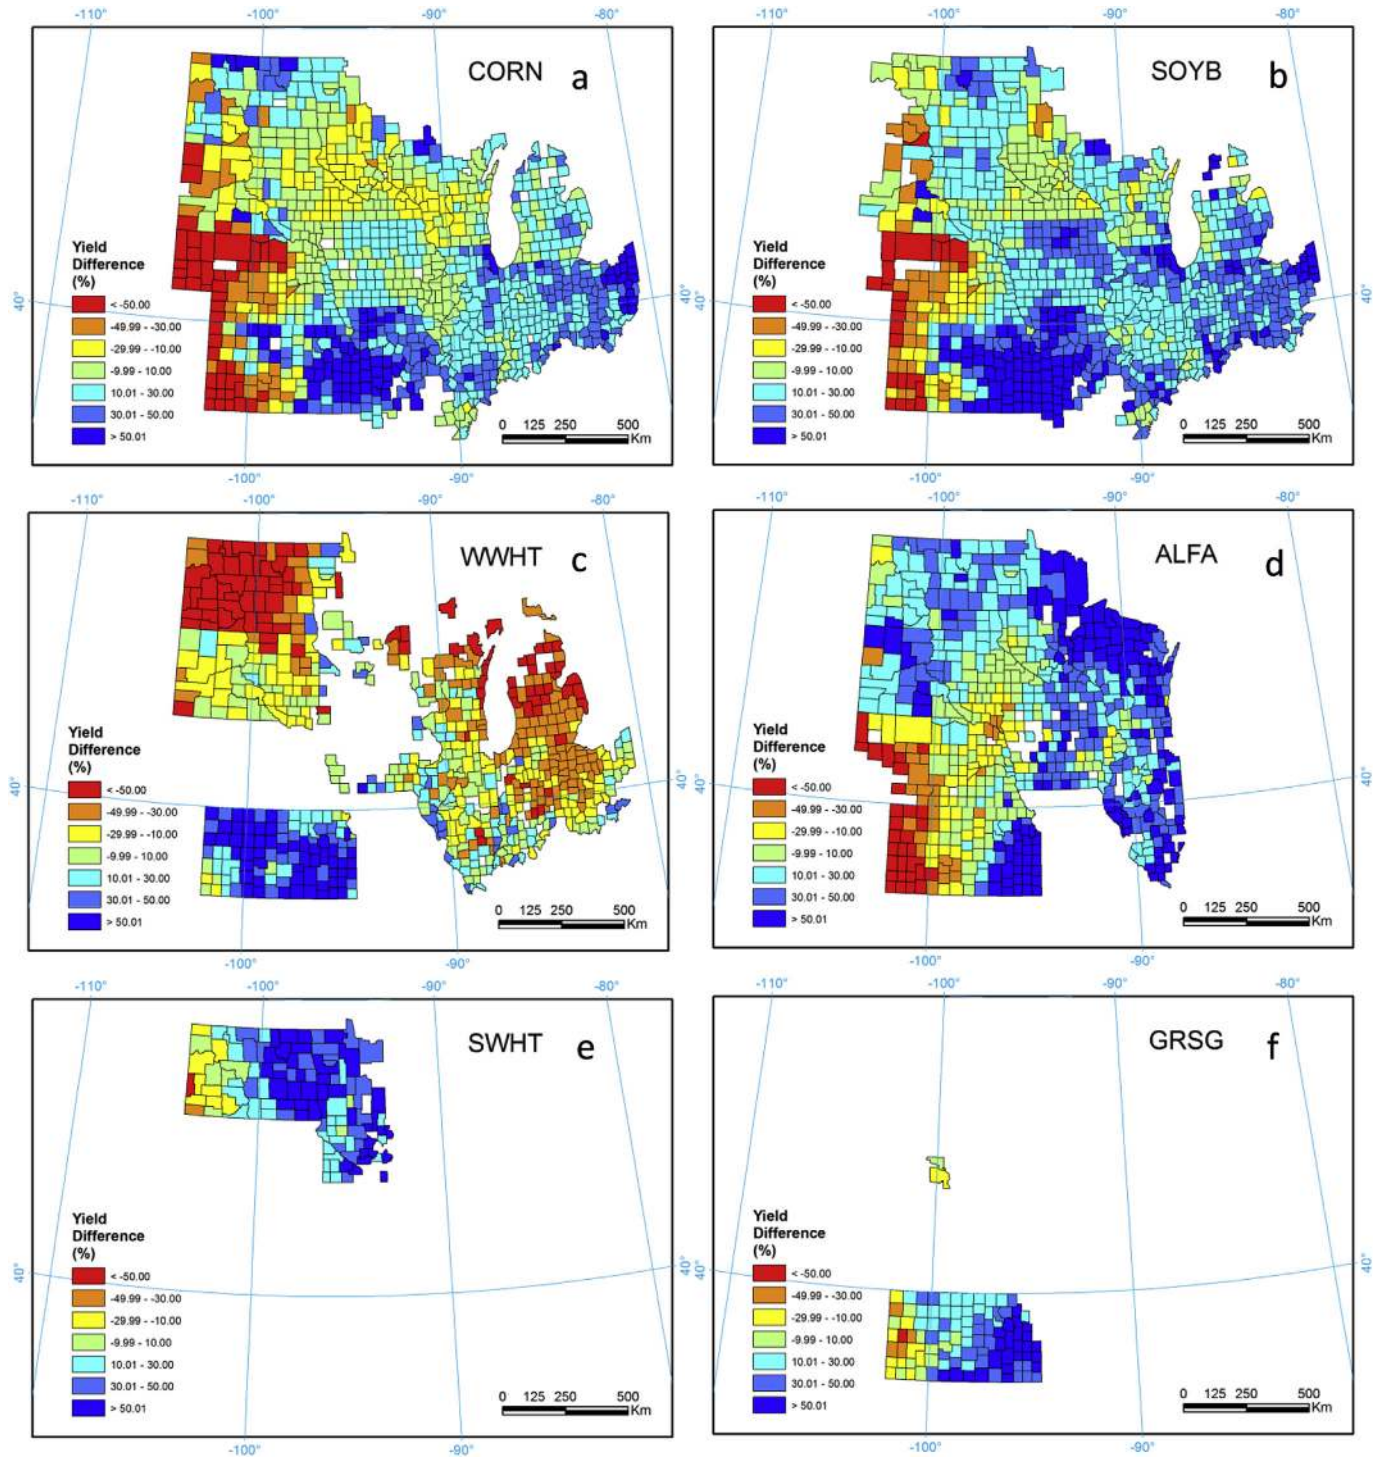 -110° -100° -90° -80°
CORN a
Yield
Difference
(%)
< -50.00
-49.99 - -30.00
-29.99 - -10.00
-9.99 - 10.00
10.01 - 30.00
30.01 - 50.00
> 50.01
0 125 250 500
Km
40° 40°
-100° -90°
-110° -100° -90° -80°
SOYB b
Yield
Difference
(%)
< -50.00
-49.99 - -30.00
-29.99 - -10.00
-9.99 - 10.00
10.01 - 30.00
30.01 - 50.00
> 50.01
0 125 250 500
Km
40° 40°
-100° -90°
-110° -100° -90° -80°
WWHT c
Yield
Difference
(%)
< -50.00
-49.99 - -30.00
-29.99 - -10.00
-9.99 - 10.00
10.01 - 30.00
30.01 - 50.00
> 50.01
0 125 250 500
Km
40° 40°
-100° -90°
-110° -100° -90° -80°
ALFA d
Yield
Difference
(%)
< -50.00
-49.99 - -30.00
-29.99 - -10.00
-9.99 - 10.00
10.01 - 30.00
30.01 - 50.00
> 50.01
0 125 250 500
Km
40° 40°
-100° -90°
-110° -100° -90° -80°
SWHT e
Yield
Difference
(%)
< -50.00
-49.99 - -30.00
-29.99 - -10.00
-9.99 - 10.00
10.01 - 30.00
30.01 - 50.00
> 50.01
0 125 250 500
Km
40° 40°
-100° -90°
-110° -100° -90° -80°
GRSG f
Yield
Difference
(%)
< -50.00
-49.99 - -30.00
-29.99 - -10.00
-9.99 - 10.00
10.01 - 30.00
30.01 - 50.00
> 50.01
0 125 250 500
Km
40° 40°
-100° -90°